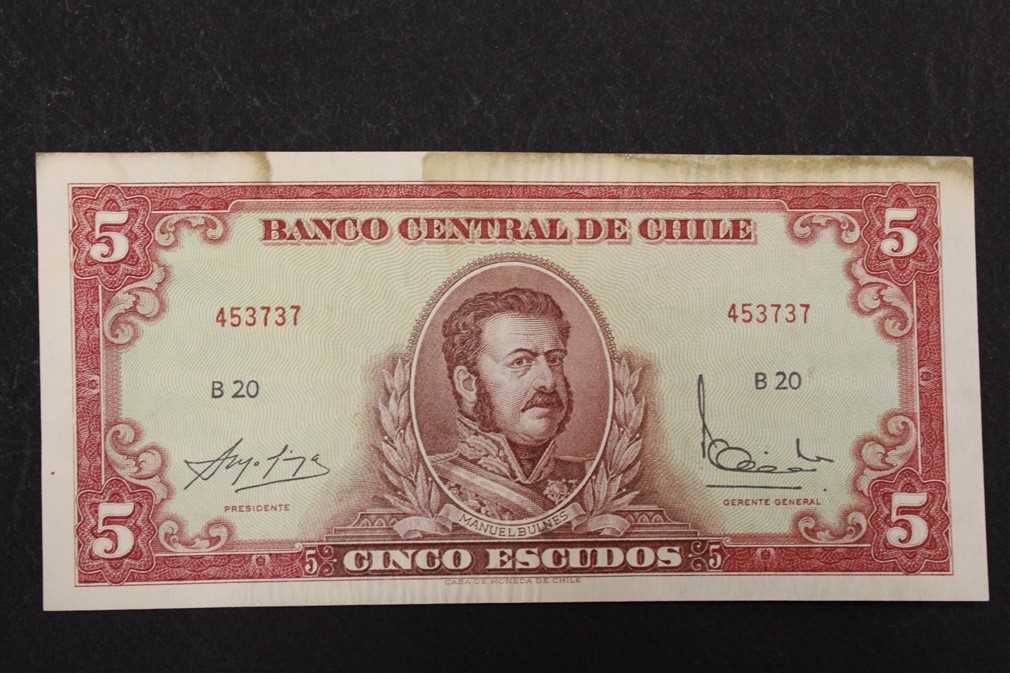 5 5
BANCO CENTRAL DE CHILE
453737 453737
B 20 B 20
PRESIDENTE
GERENTE GENERAL
MANUEL BULNES
5 5
5 CINCO ESCUDOS 5
CASA DE MONEDA DE CHILE